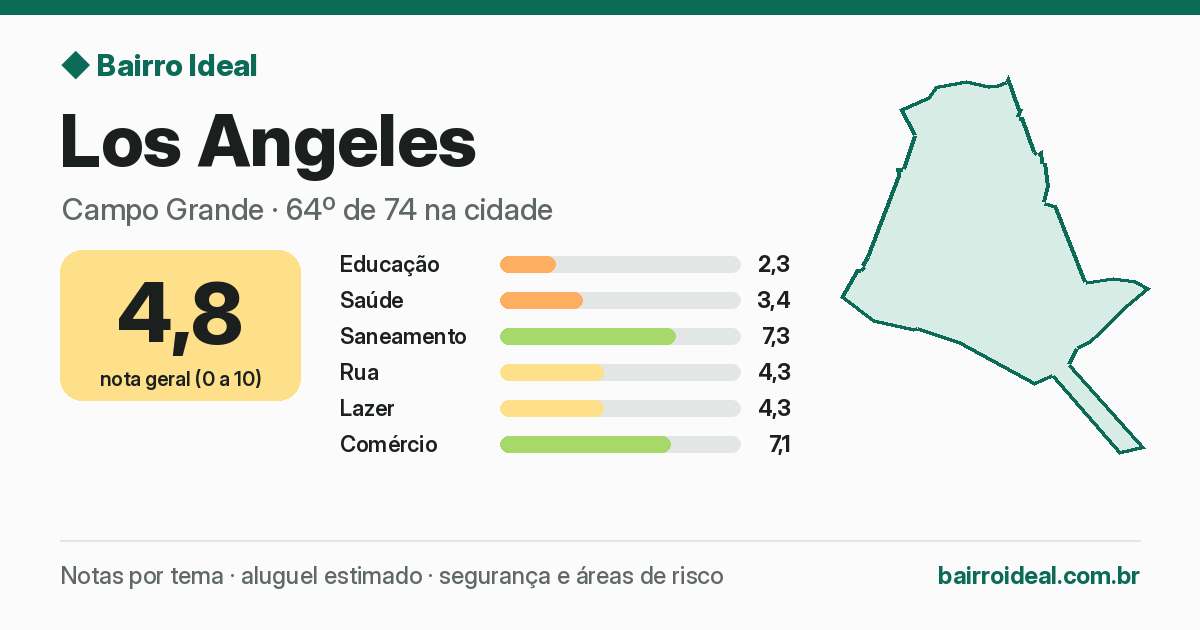 Bairro Ideal
Los Angeles
Campo Grande · 64º de 74 na cidade
4,8
nota geral (0 a 10)
Educação 2,3
Saúde 3,4
Saneamento 7,3
Rua 4,3
Lazer 4,3
Comércio 7,1
Notas por tema · aluguel estimado · segurança e áreas de risco
bairroideal.com.br